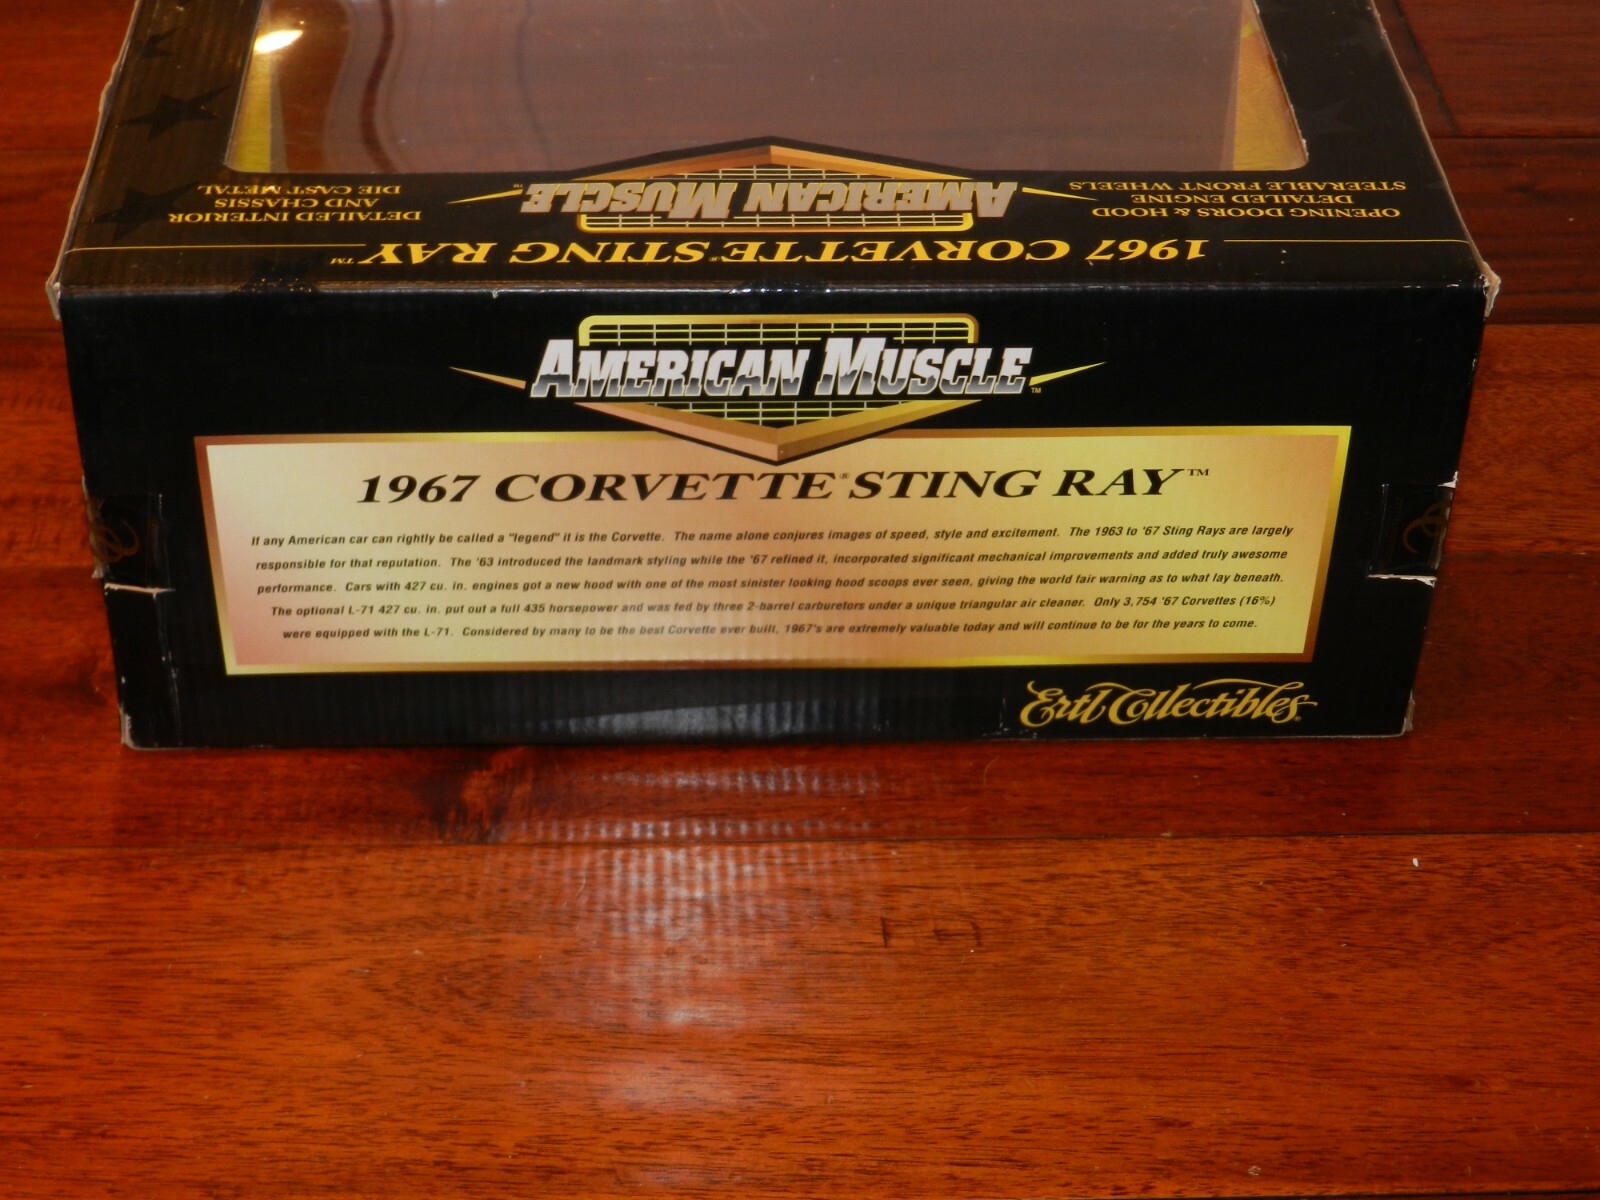 DETAILED INTERIOR
AND CHASSIS
DIE CAST METAL
AMERICAN MUSCLE™
OPENING DOORS & HOOD
DETAILED ENGINE
STEERABLE FRONT WHEELS
1967 CORVETTE® STING RAY™
AMERICAN MUSCLE™
1967 CORVETTE® STING RAY™
If any American car can rightly be called a "legend" it is the Corvette. The name alone conjures images of speed, style and excitement. The 1963 to '67 Sting Rays are largely
responsible for that reputation. The '63 introduced the landmark styling while the '67 refined it, incorporated significant mechanical improvements and added truly awesome
performance. Cars with 427 cu. in. engines got a new hood with one of the most sinister looking hood scoops ever seen, giving the world fair warning as to what lay beneath.
The optional L-71 427 cu. in. put out a full 435 horsepower and was fed by three 2-barrel carburetors under a unique triangular air cleaner. Only 3,754 '67 Corvettes (16%)
were equipped with the L-71. Considered by many to be the best Corvette ever built, 1967's are extremely valuable today and will continue to be for the years to come.
Ertl Collectibles®